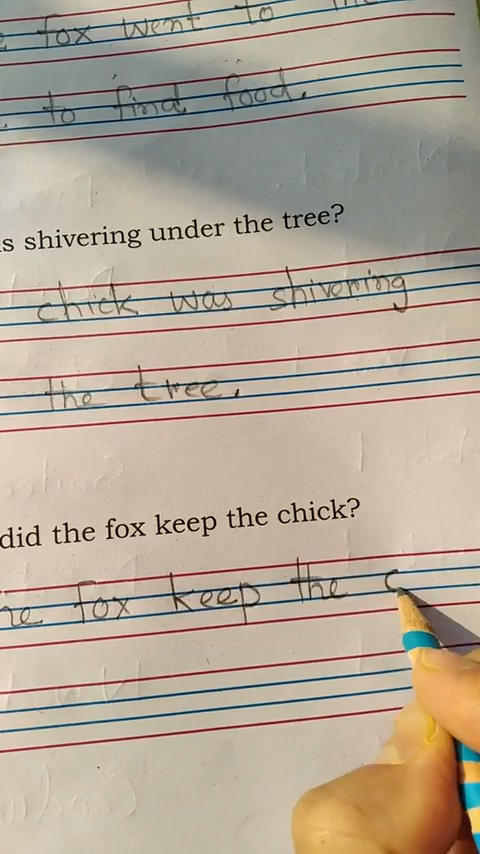 fox went to
to find food.
s shivering under the tree?
chick was shivering
the tree.
did the fox keep the chick?
he fox keep the c